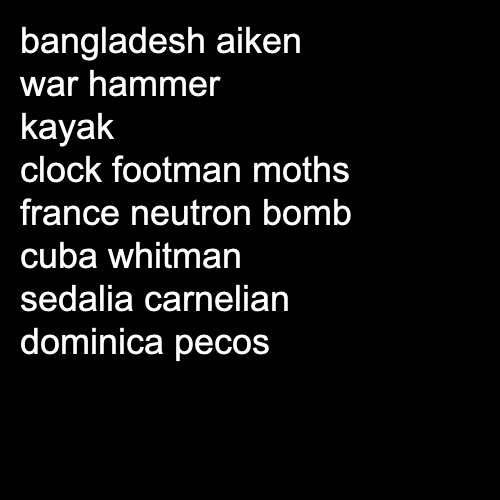 bangladesh aiken
war hammer
kayak
clock footman moths
france neutron bomb
cuba whitman
sedalia carnelian
dominica pecos